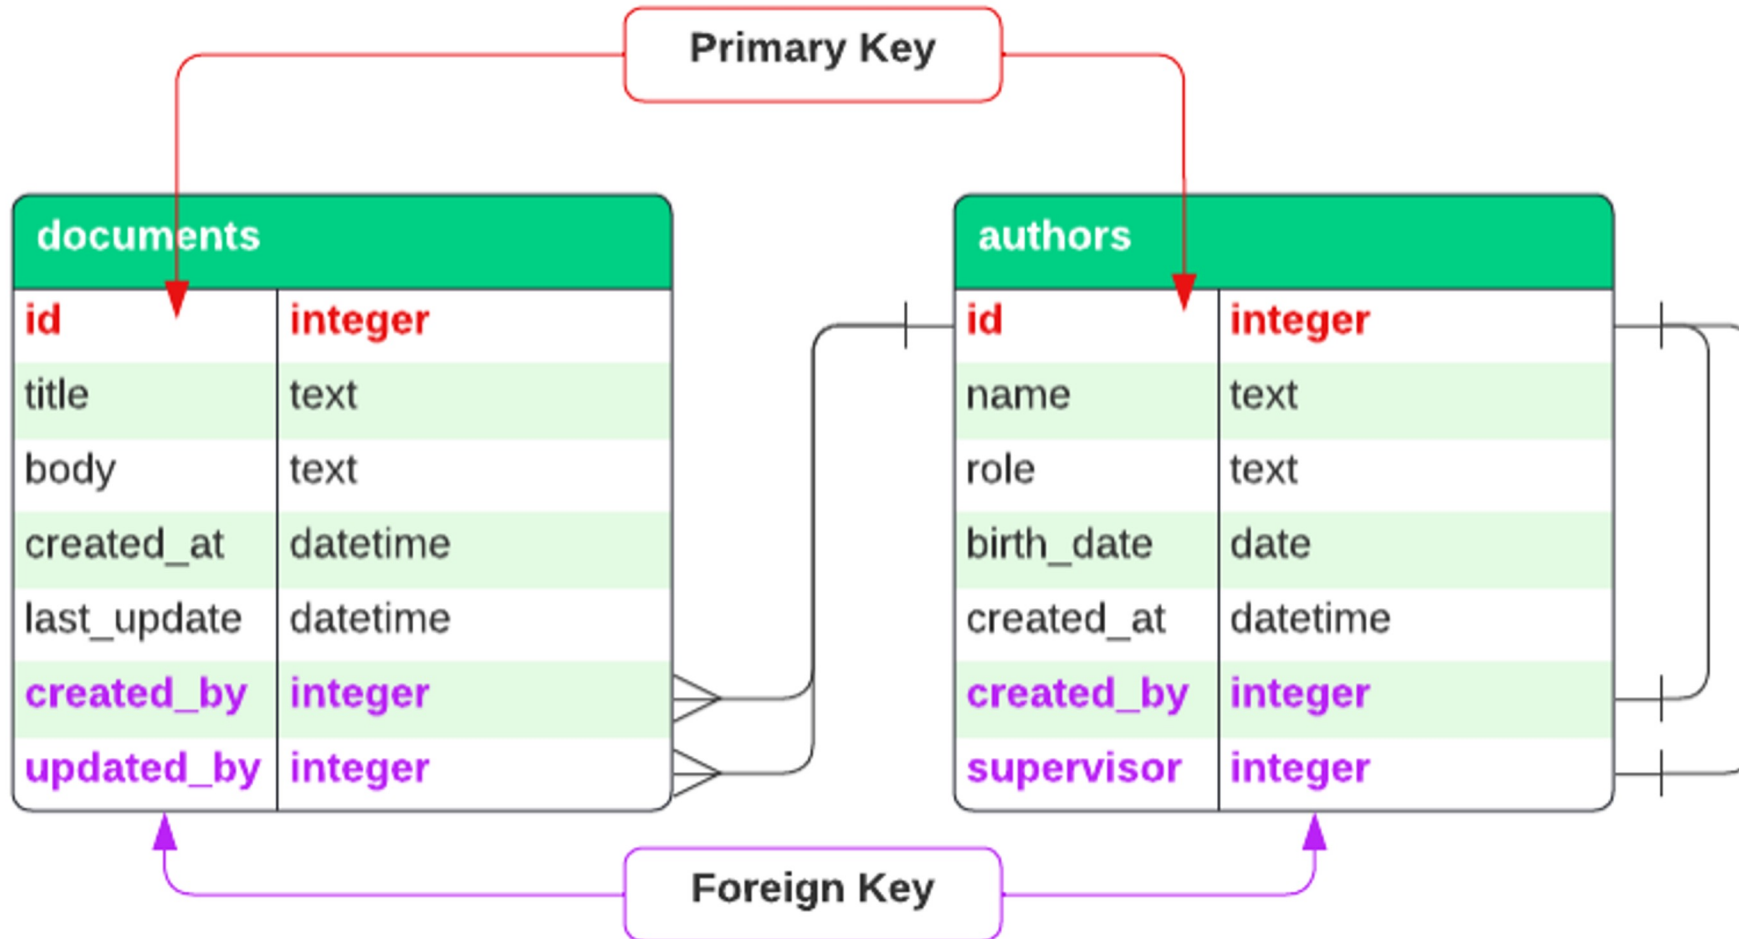 Primary Key
documents
id integer
title text
body text
created_at datetime
last_update datetime
created_by integer
updated_by integer
authors
id integer
name text
role text
birth_date date
created_at datetime
created_by integer
supervisor integer
Foreign Key